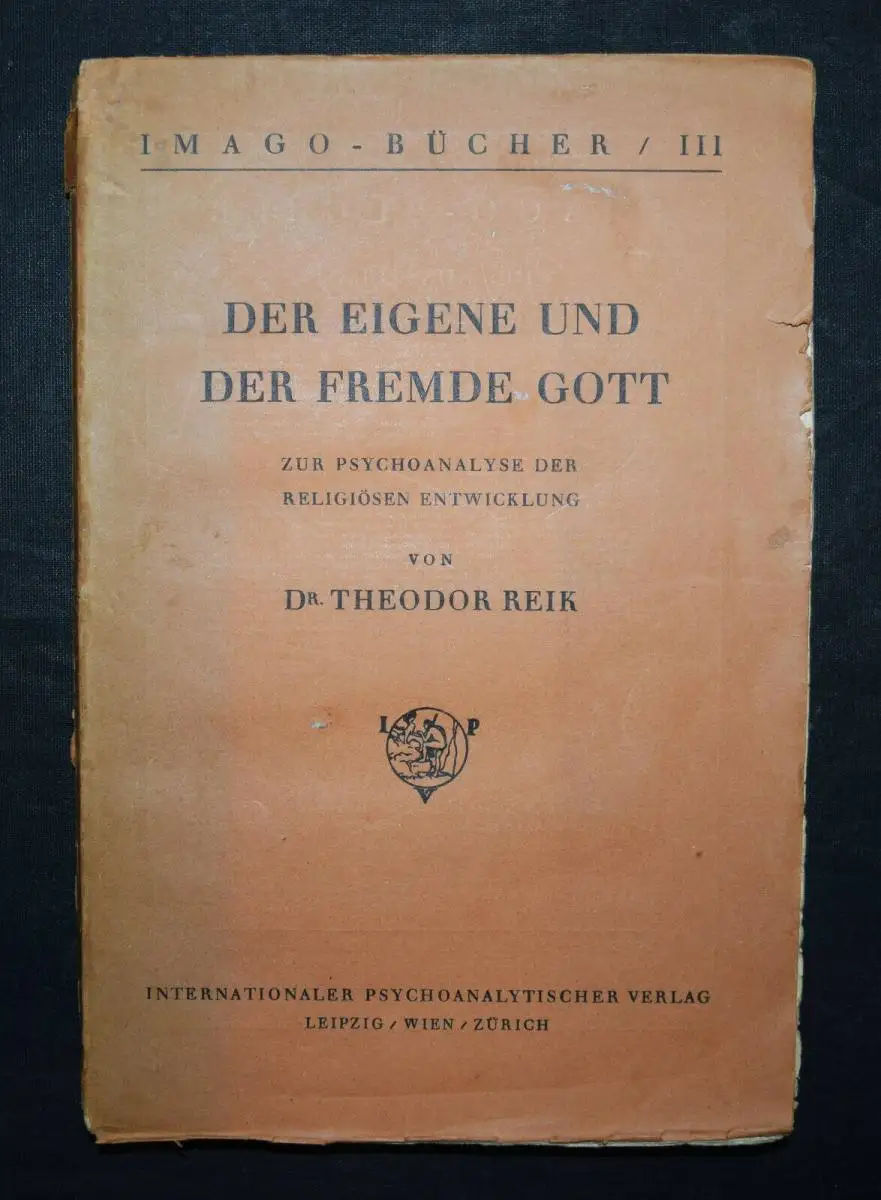 IMAGO-BÜCHER / III
DER EIGENE UND
DER FREMDE GOTT
ZUR PSYCHOANALYSE DER
RELIGIÖSEN ENTWICKLUNG
VON
DR. THEODOR REIK
I P
V
INTERNATIONALER PSYCHOANALYTISCHER VERLAG
LEIPZIG / WIEN / ZÜRICH